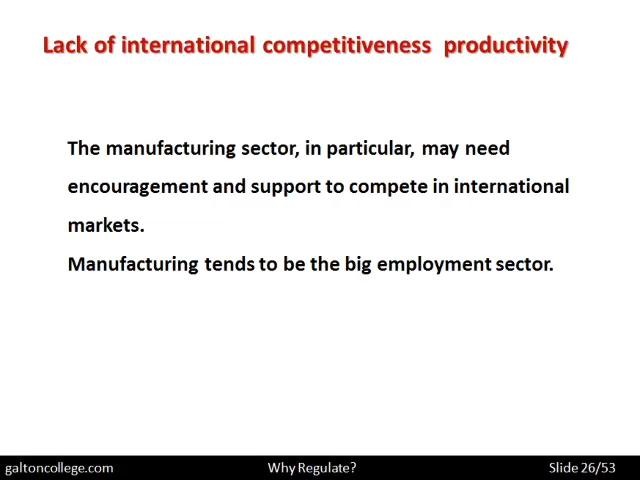 Lack of international competitiveness productivity
The manufacturing sector, in particular, may need
encouragement and support to compete in international
markets.
Manufacturing tends to be the big employment sector.
galtoncollege.com
Why Regulate?
Slide 26/53